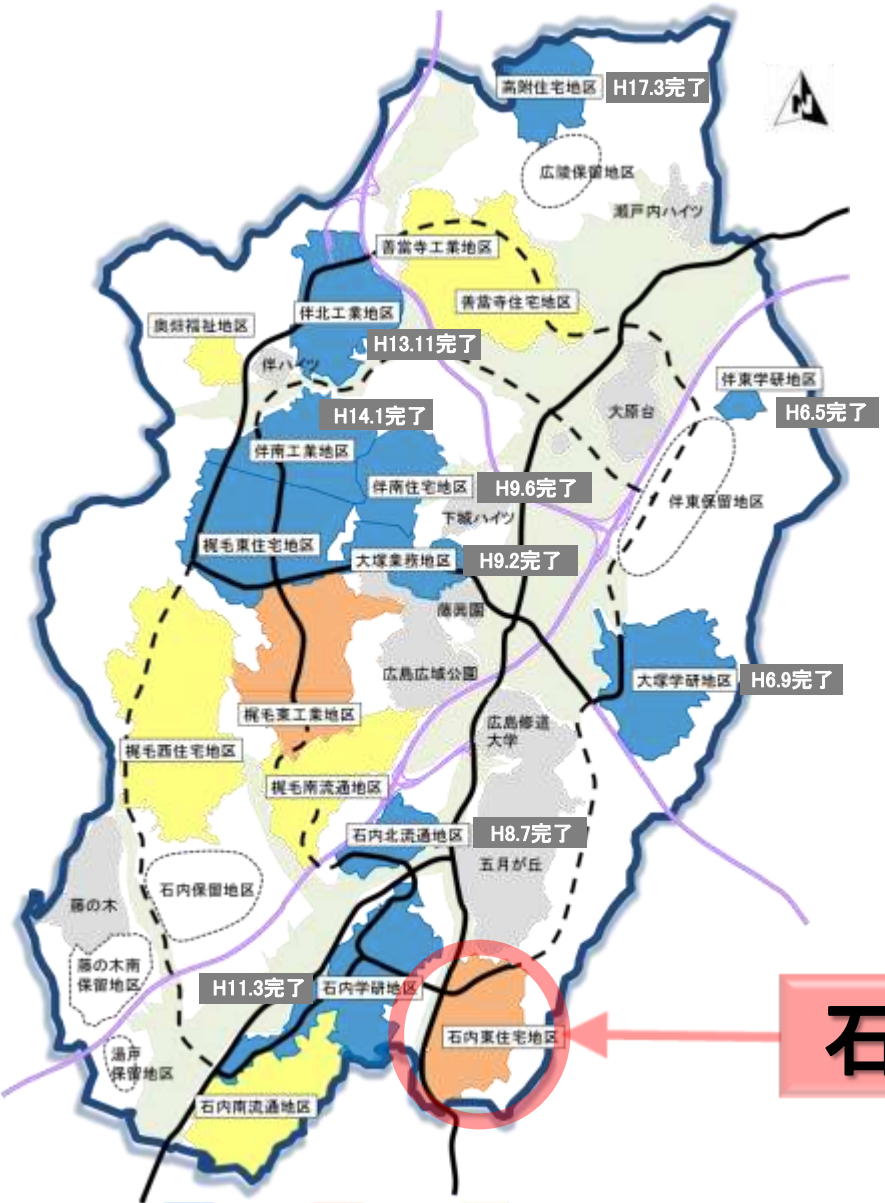 高附住宅地区
H17.3完了
N
広陵保留地区
瀬戸内ハイツ
善當寺工業地区
善當寺住宅地区
伴北工業地区
奥畑福祉地区
H13.11完了
伴ハイツ
大原台
伴東学研地区
H6.5完了
H14.1完了
伴南工業地区
伴南住宅地区
H9.6完了
伴東保留地区
下城ハイツ
梶毛東住宅地区
大塚業務地区
H9.2完了
藤興園
広島広域公園
大塚学研地区
H6.9完了
梶毛東工業地区
広島修道
大学
梶毛西住宅地区
梶毛南流通地区
石内北流通地区
H8.7完了
五月が丘
石内保留地区
藤の木
藤の木南
保留地区
H11.3完了
石内学研地区
石内東住宅地区
石
湯戸
保留地区
石内南流通地区